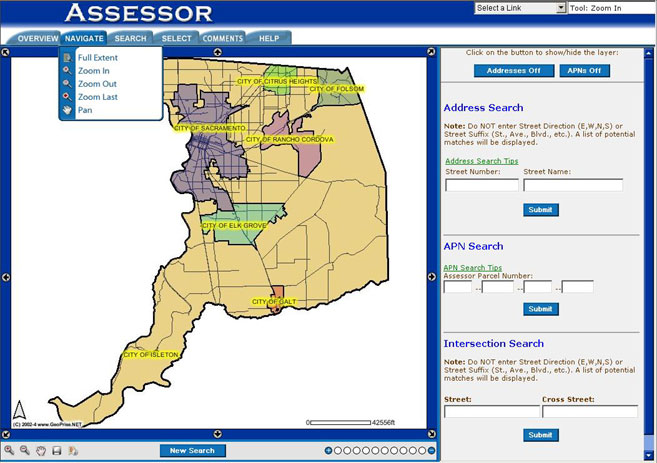 ASSESSOR
Select a Link
Tool: Zoom In
OVERVIEW NAVIGATE SEARCH SELECT COMMENTS HELP
Full Extent
Zoom In
Zoom Out
Zoom Last
Pan
CITY OF CITRUS HEIGHTS
CITY OF FOLSOM
CITY OF SACRAMENTO
CITY OF RANCHO CORDOVA
CITY OF ELK GROVE
CITY OF GALT
CITY OF ISLETON
(C) 2002-4 www.GeoPrise.NET
0 42556ft
New Search
Click on the button to show/hide the layer:
Addresses Off APNs Off
Address Search
Note: Do NOT enter Street Direction (E,W,N,S) or
Street Suffix (St., Ave., Blvd., etc.). A list of potential
matches will be displayed.
Address Search Tips
Street Number: Street Name:
Submit
APN Search
APN Search Tips
Assessor Parcel Number:
-- -- --
Submit
Intersection Search
Note: Do NOT enter Street Direction (E,W,N,S) or
Street Suffix (St., Ave., Blvd., etc.). A list of potential
matches will be displayed.
Street: Cross Street:
Submit